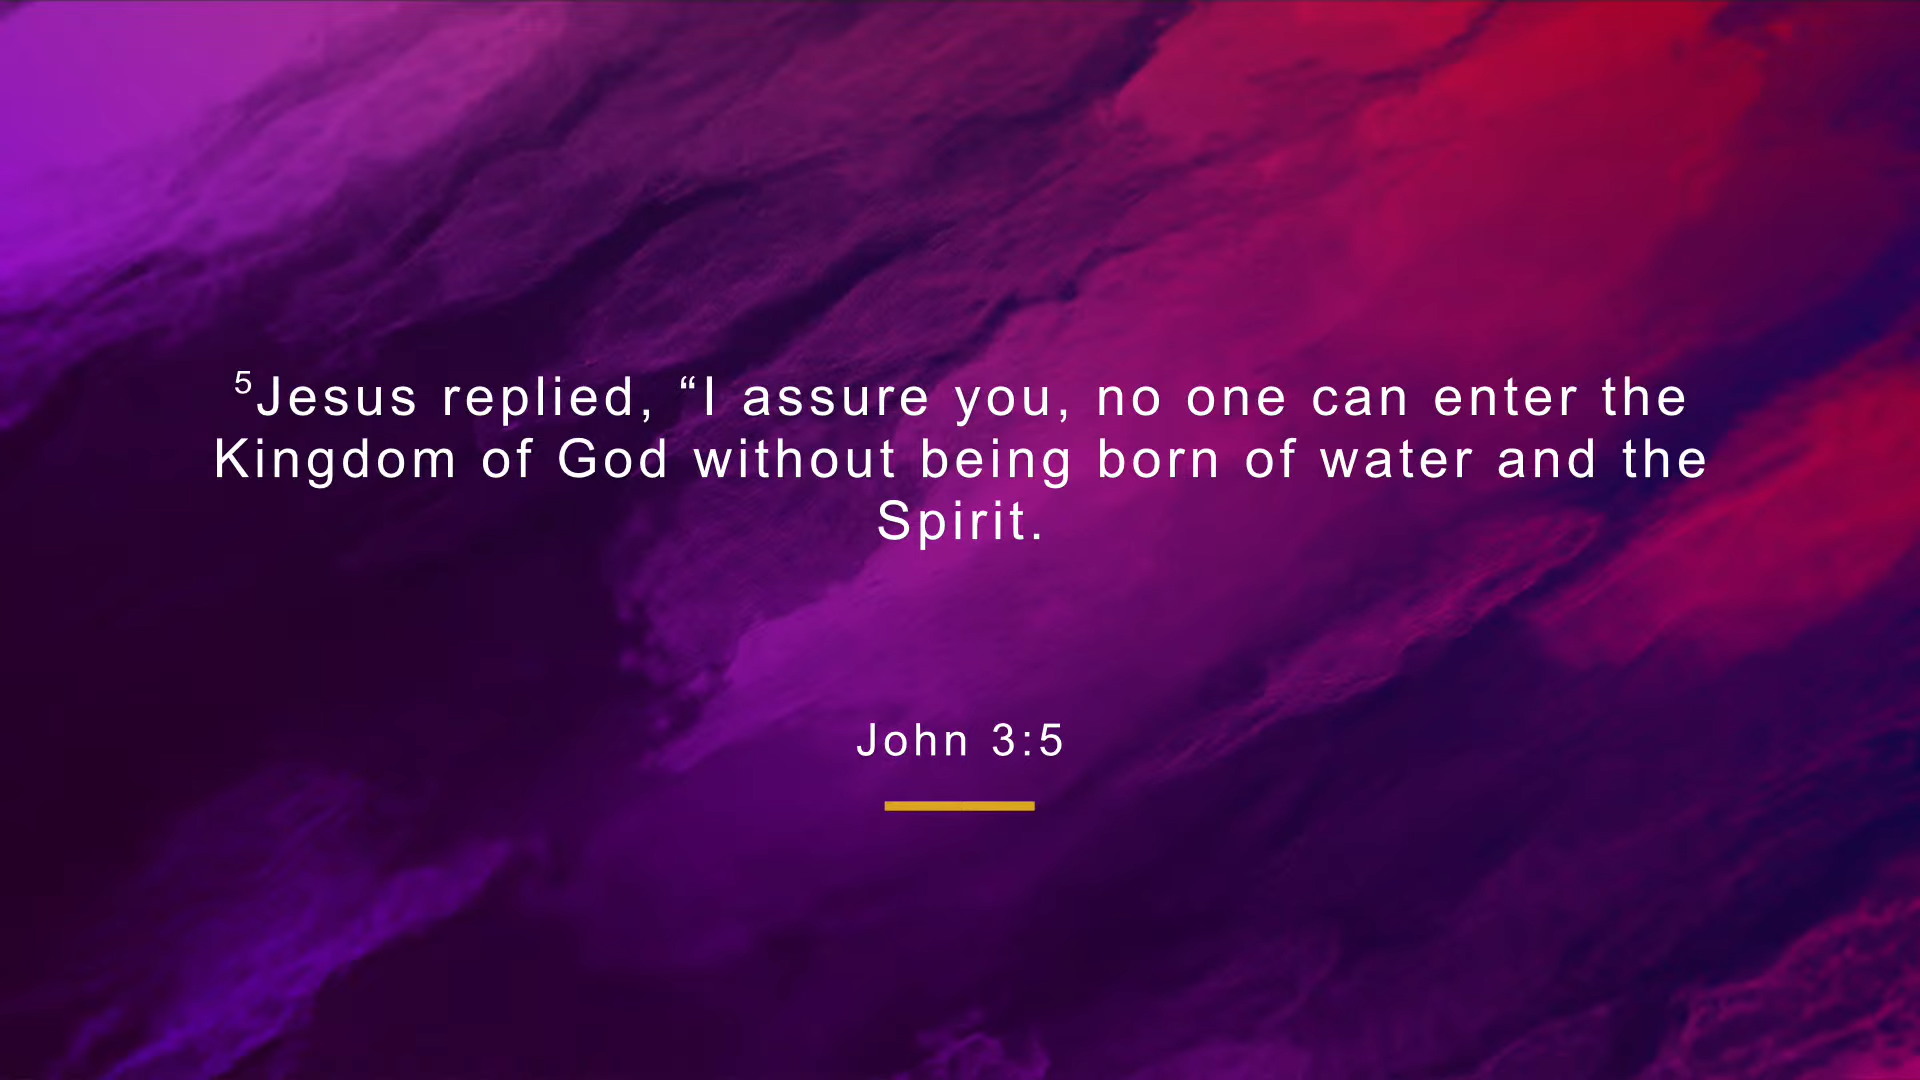 5Jesus replied, “I assure you, no one can enter the
Kingdom of God without being born of water and the
Spirit.
John 3:5